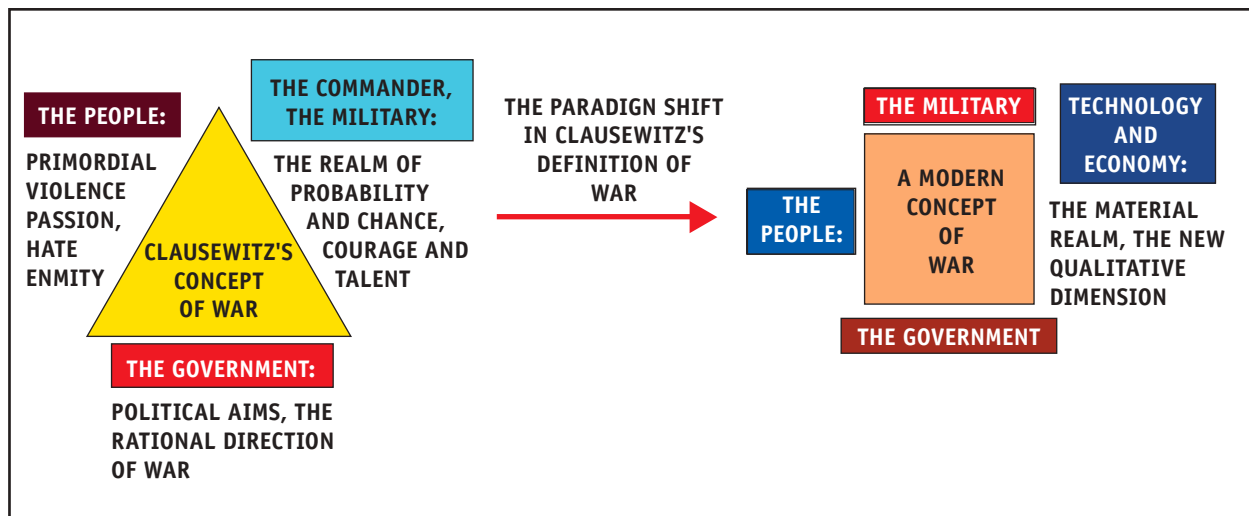 THE PEOPLE:
PRIMORDIAL
VIOLENCE
PASSION,
HATE
ENMITY
CLAUSEWITZ'S
CONCEPT
OF WAR
THE COMMANDER,
THE MILITARY:
THE REALM OF
PROBABILITY
AND CHANCE,
COURAGE AND
TALENT
THE GOVERNMENT:
POLITICAL AIMS, THE
RATIONAL DIRECTION
OF WAR
THE PARADIGN SHIFT
IN CLAUSEWITZ'S
DEFINITION OF
WAR
THE MILITARY
THE
PEOPLE:
A MODERN
CONCEPT
OF
WAR
TECHNOLOGY
AND
ECONOMY:
THE MATERIAL
REALM, THE NEW
QUALITATIVE
DIMENSION
THE GOVERNMENT